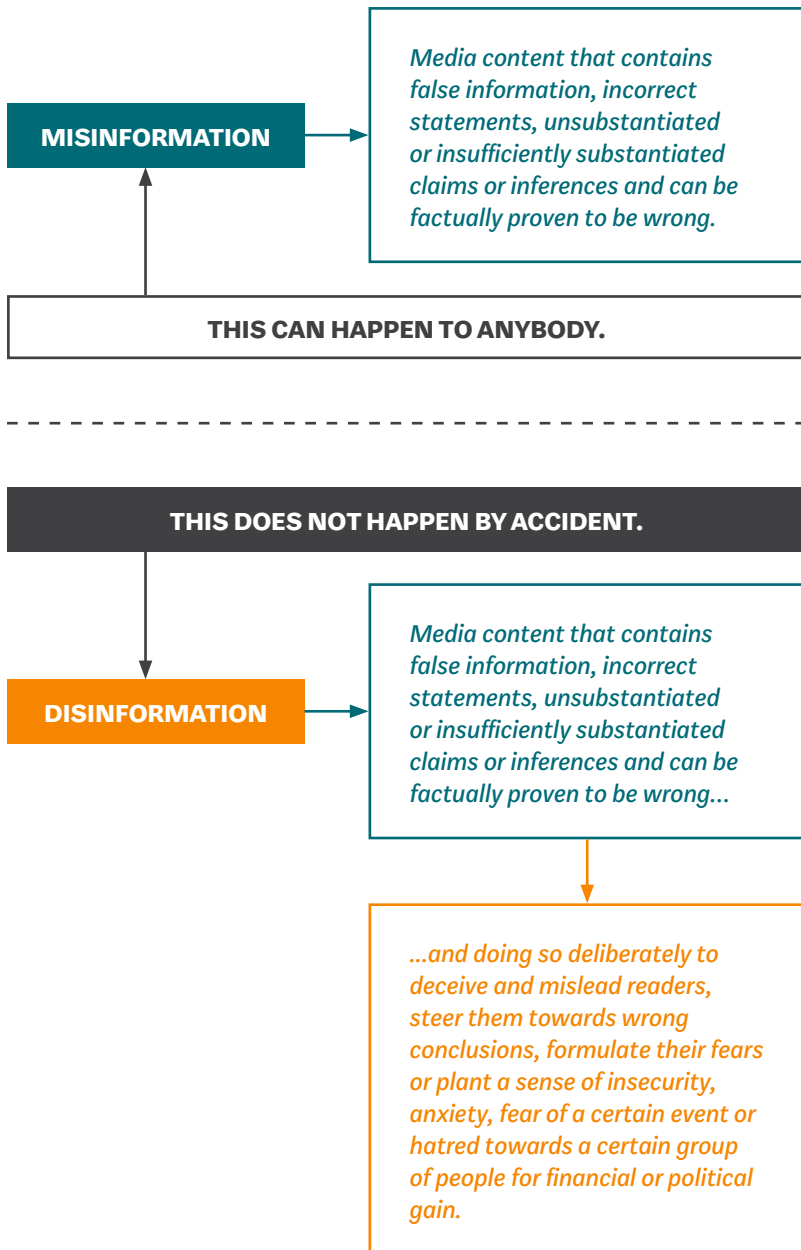 MISINFORMATION
Media content that contains
false information, incorrect
statements, unsubstantiated
or insufficiently substantiated
claims or inferences and can be
factually proven to be wrong.
THIS CAN HAPPEN TO ANYBODY.
THIS DOES NOT HAPPEN BY ACCIDENT.
DISINFORMATION
Media content that contains
false information, incorrect
statements, unsubstantiated
or insufficiently substantiated
claims or inferences and can be
factually proven to be wrong...
...and doing so deliberately to
deceive and mislead readers,
steer them towards wrong
conclusions, formulate their fears
or plant a sense of insecurity,
anxiety, fear of a certain event or
hatred towards a certain group
of people for financial or political
gain.